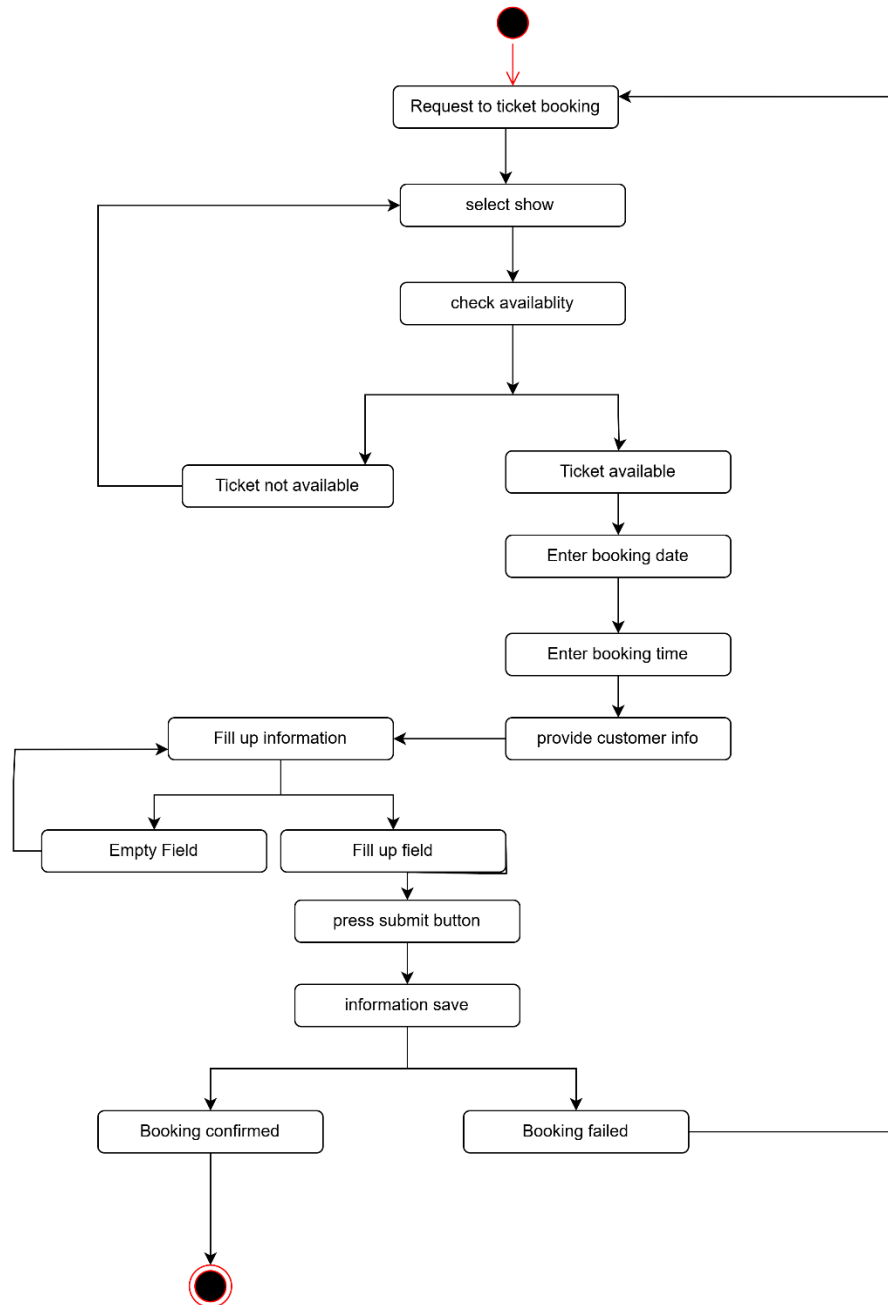 Request to ticket booking
select show
check availablity
Ticket not available
Ticket available
Enter booking date
Enter booking time
Fill up information
provide customer info
Empty Field
Fill up field
press submit button
information save
Booking confirmed
Booking failed